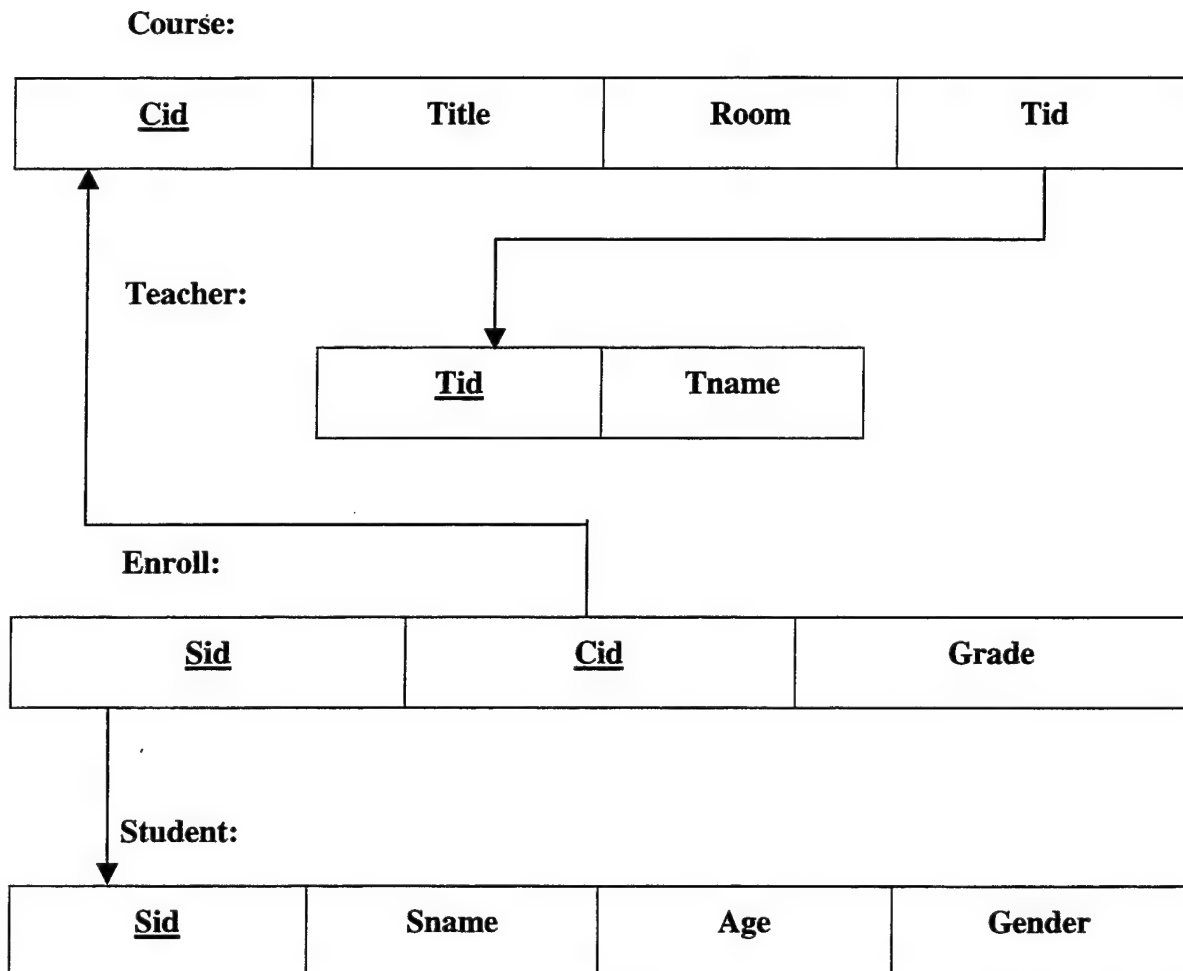 Course:
Cid Title Room Tid
Teacher:
Tid Tname
Enroll:
Sid Cid Grade
Student:
Sid Sname Age Gender